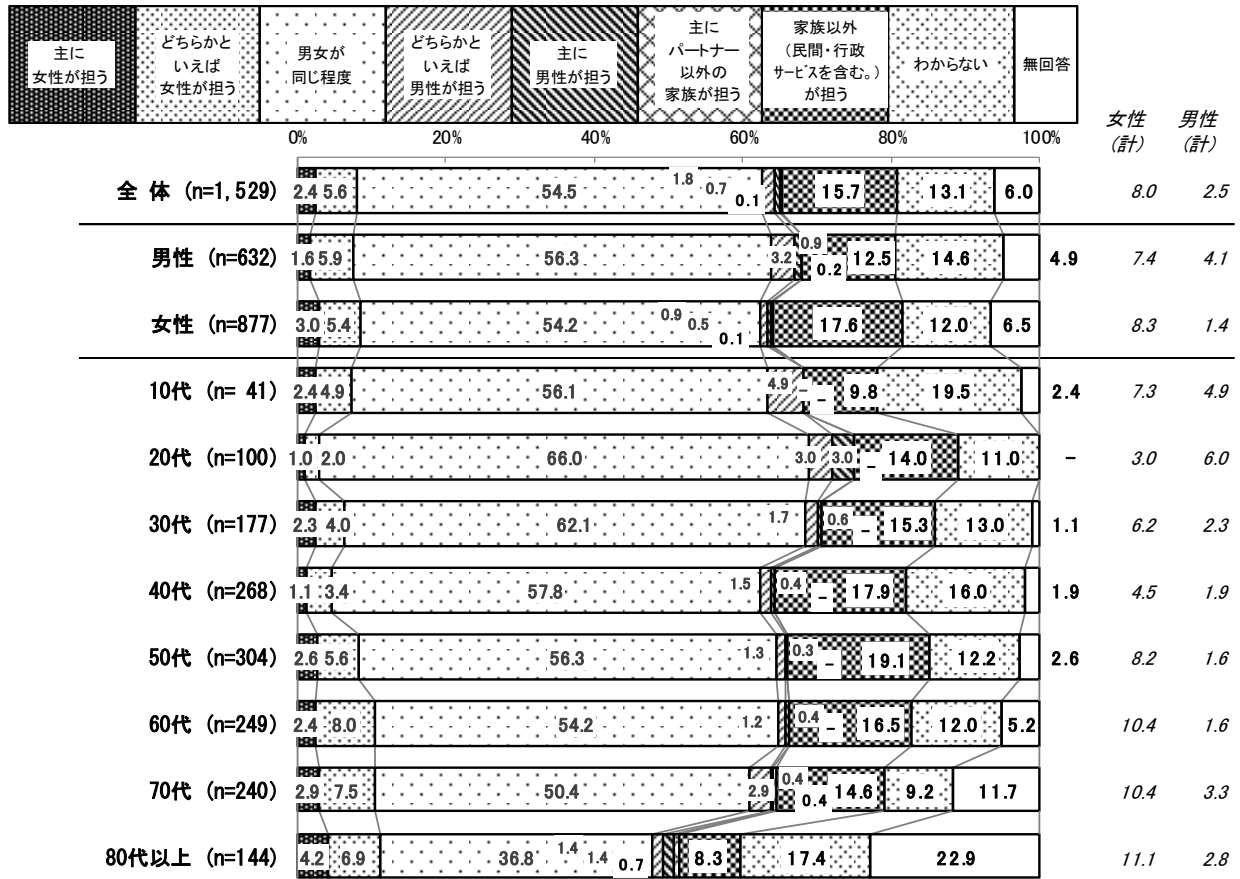 主に
女性が担う
どちらかと
いえば
女性が担う
男女が
同じ程度
どちらかと
いえば
男性が担う
主に
男性が担う
主に
パートナー
以外の
家族が担う
家族以外
(民間・行政
サービスを含む。)
が担う
わからない
無回答
0% 20% 40% 60% 80% 100%
女性
(計)
男性
(計)
全 体 (n=1,529) 2.4 5.6 54.5 1.8 0.7 0.1 15.7 13.1 6.0 8.0 2.5
男性 (n=632) 1.6 5.9 56.3 3.2 0.9 0.2 12.5 14.6 4.9 7.4 4.1
女性 (n=877) 3.0 5.4 54.2 0.9 0.5 0.1 17.6 12.0 6.5 8.3 1.4
10代 (n= 41) 2.4 4.9 56.1 4.9 – – 9.8 19.5 2.4 7.3 4.9
20代 (n=100) 1.0 2.0 66.0 3.0 3.0 – 14.0 11.0 – 3.0 6.0
30代 (n=177) 2.3 4.0 62.1 1.7 0.6 – 15.3 13.0 1.1 6.2 2.3
40代 (n=268) 1.1 3.4 57.8 1.5 0.4 – 17.9 16.0 1.9 4.5 1.9
50代 (n=304) 2.6 5.6 56.3 1.3 0.3 – 19.1 12.2 2.6 8.2 1.6
60代 (n=249) 2.4 8.0 54.2 1.2 0.4 – 16.5 12.0 5.2 10.4 1.6
70代 (n=240) 2.9 7.5 50.4 2.9 0.4 0.4 14.6 9.2 11.7 10.4 3.3
80代以上 (n=144) 4.2 6.9 36.8 1.4 1.4 0.7 8.3 17.4 22.9 11.1 2.8